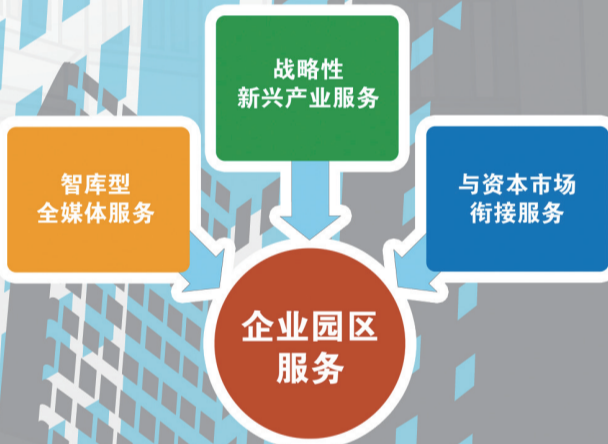 战略性
新兴产业服务
智库型
全媒体服务
与资本市场
衔接服务
企业园区
服务